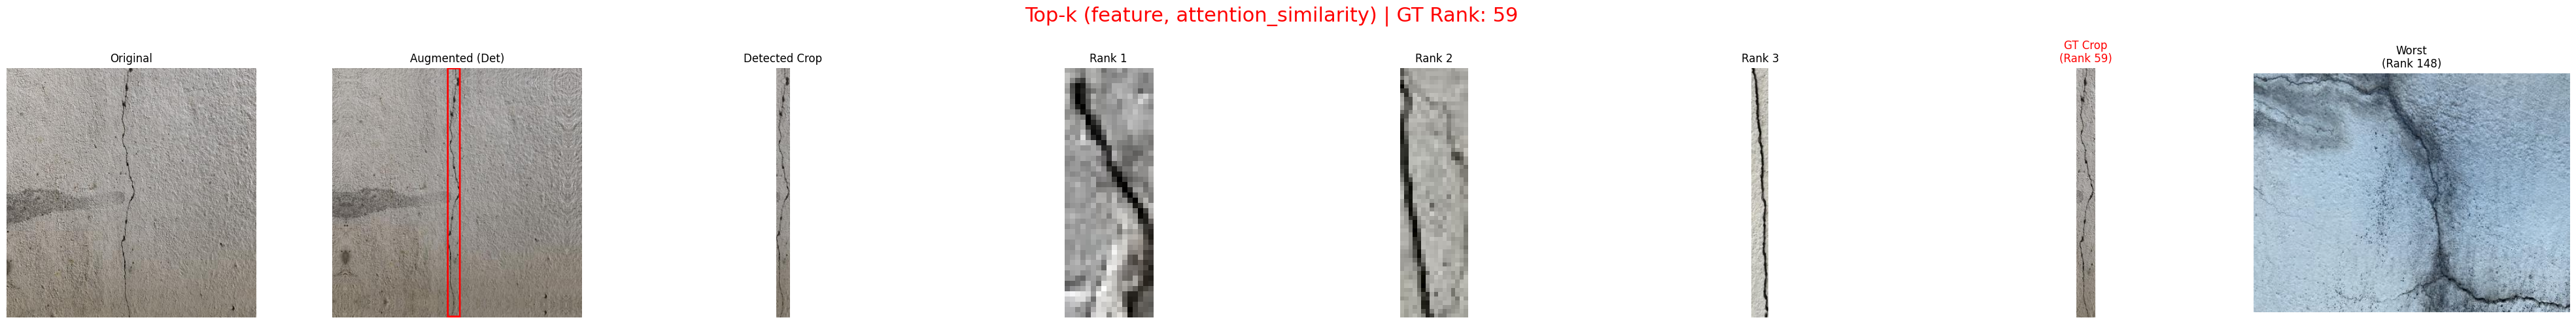 Top-k (feature, attention_similarity) | GT Rank: 59
Original
Augmented (Det)
Detected Crop
Rank 1
Rank 2
Rank 3
GT Crop
(Rank 59)
Worst
(Rank 148)